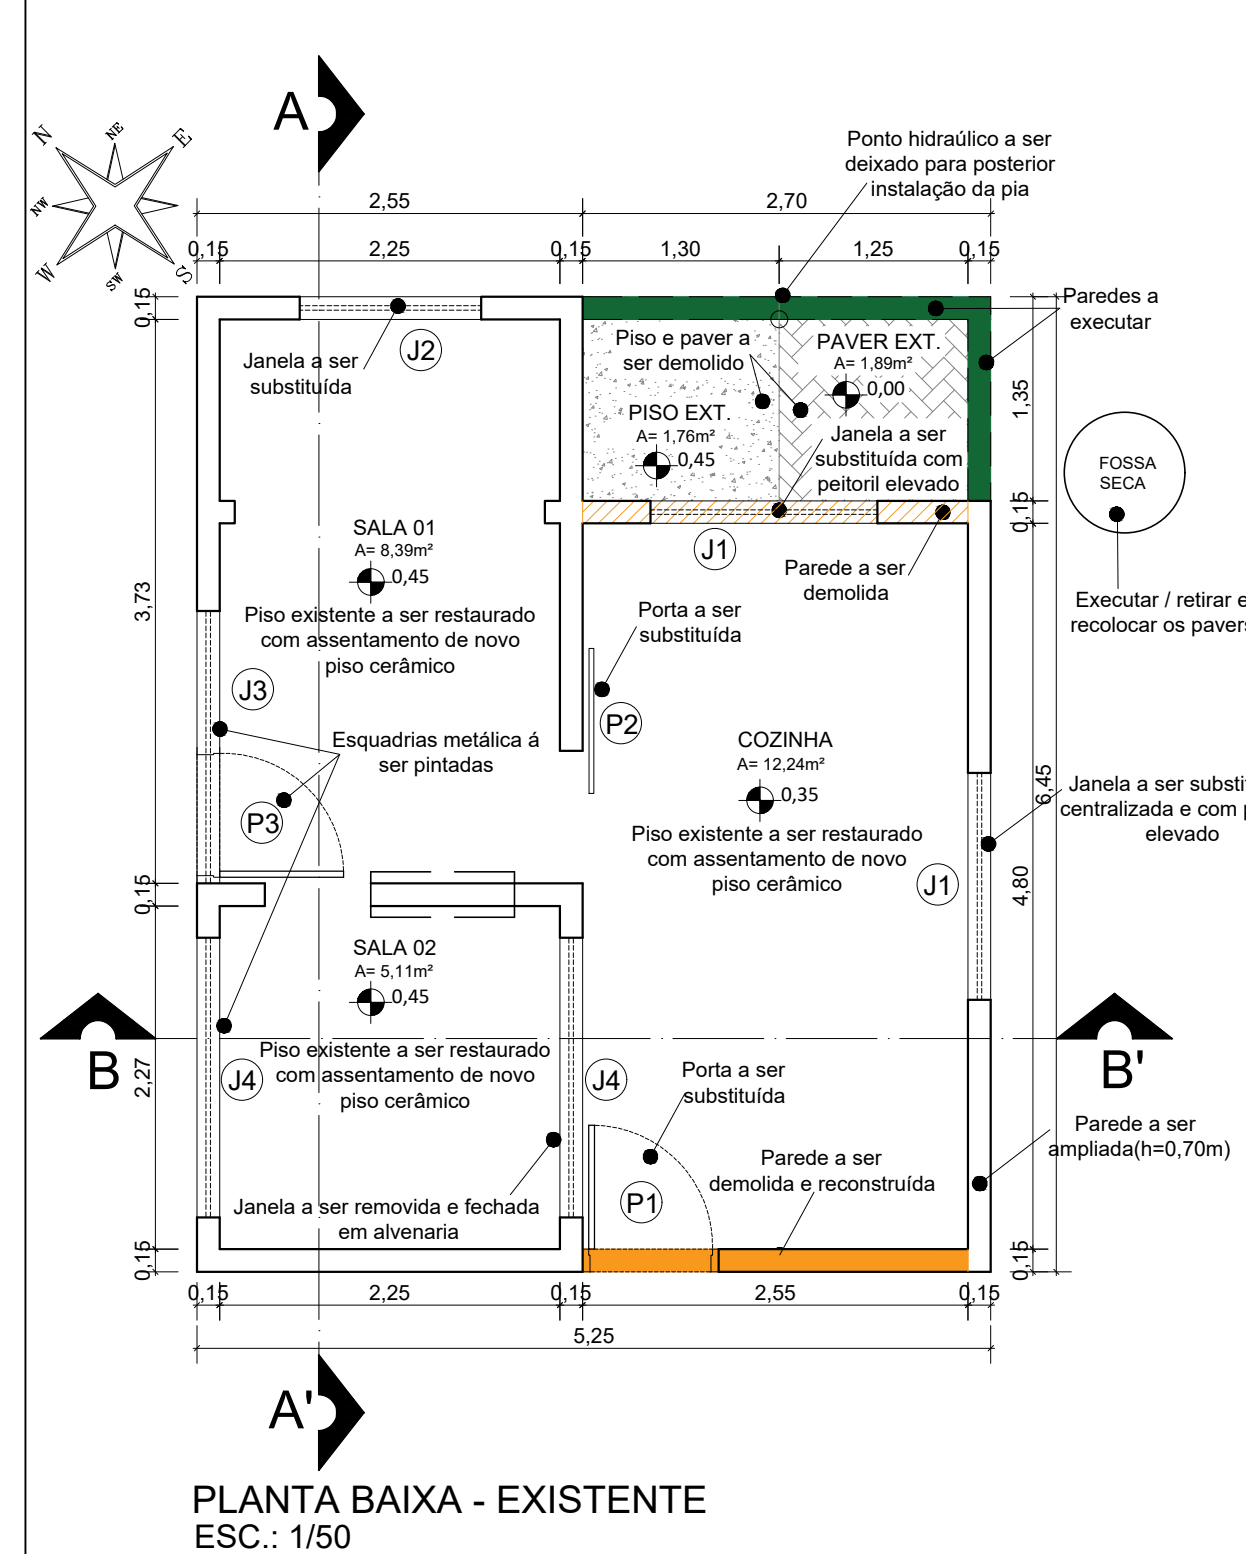 A
N
NE
E
NW
W
SW
S
Ponto hidraúlico a ser
deixado para posterior
instalação da pia
2,55
2,70
0,15
2,25
0,15
1,30
1,25
0,15
0,15
Paredes a
executar
J2
Janela a ser
substituída
Piso e paver a
ser demolido
PAVER EXT.
A= 1,89m²
0,00
1,35
PISO EXT.
A= 1,76m²
0,45
Janela a ser
substituída com
peitoril elevado
FOSSA
SECA
0,15
SALA 01
A= 8,39m²
0,45
Piso existente a ser restaurado
com assentamento de novo
piso cerâmico
J1
Parede a ser
demolida
3,73
Porta a ser
substituída
Executar / retirar e
recolocar os pavers
J3
P2
Esquadrias metálica á
ser pintadas
COZINHA
A= 12,24m²
0,35
Piso existente a ser restaurado
com assentamento de novo
piso cerâmico
6,45
Janela a ser substi
centralizada e com p
elevado
P3
J1
4,80
0,15
SALA 02
A= 5,11m²
0,45
Piso existente a ser restaurado
com assentamento de novo
piso cerâmico
B
B'
2,27
J4
J4
Porta a ser
substituída
Parede a ser
ampliada(h=0,70m)
Parede a ser
demolida e reconstruída
P1
Janela a ser removida e fechada
em alvenaria
0,15
0,15
0,15
2,25
0,15
2,55
0,15
5,25
A'
PLANTA BAIXA - EXISTENTE
ESC.: 1/50